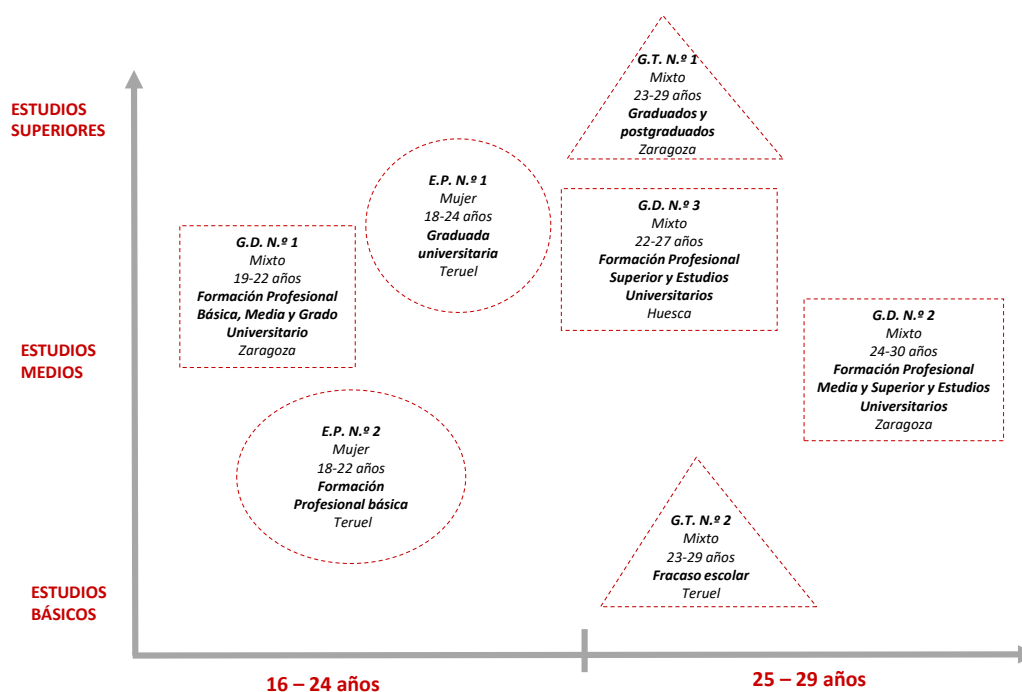 ESTUDIOS
SUPERIORES
G.T. N.º 1
Mixto
23-29 años
Graduados y
postgraduados
Zaragoza
E.P. N.º 1
Mujer
18-24 años
Graduada
universitaria
Teruel
G.D. N.º 3
Mixto
22-27 años
Formación Profesional
Superior y Estudios
Universitarios
Huesca
G.D. N.º 1
Mixto
19-22 años
Formación Profesional
Básica, Media y Grado
Universitario
Zaragoza
G.D. N.º 2
Mixto
24-30 años
Formación Profesional
Media y Superior y Estudios
Universitarios
Zaragoza
ESTUDIOS
MEDIOS
E.P. N.º 2
Mujer
18-22 años
Formación
Profesional básica
Teruel
G.T. N.º 2
Mixto
23-29 años
Fracaso escolar
Teruel
ESTUDIOS
BÁSICOS
16 – 24 años
25 – 29 años